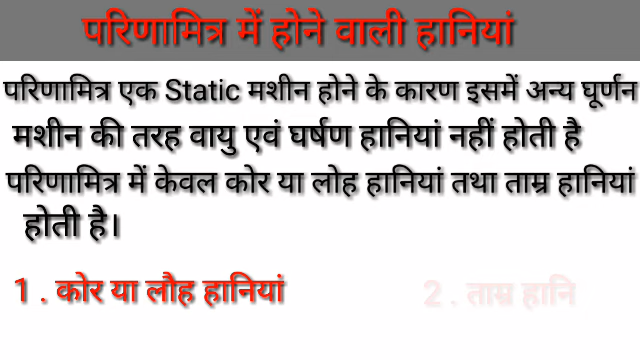 परिणामित्र में होने वाली हानियां
परिणामित्र एक Static मशीन होने के कारण इसमें अन्य घूर्णन
मशीन की तरह वायु एवं घर्षण हानियां नहीं होती है
परिणामित्र में केवल कोर या लोह हानियां तथा ताम्र हानियां
होती है।
1 . कोर या लौह हानियां
2 . ताम्र हानि